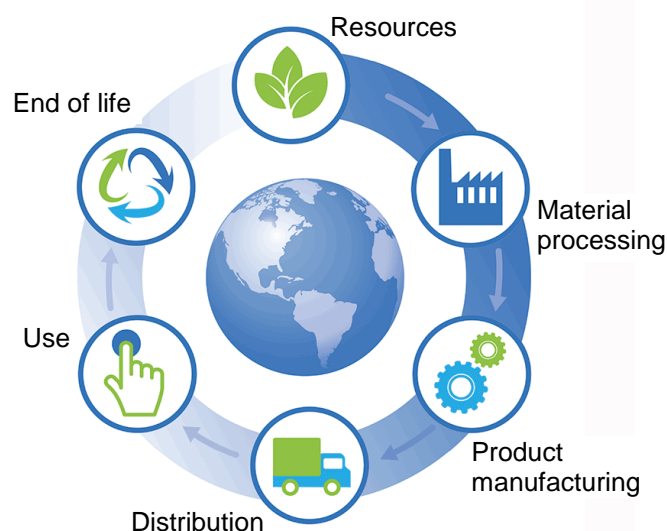 Resources
Material
processing
Product
manufacturing
Distribution
Use
End of life